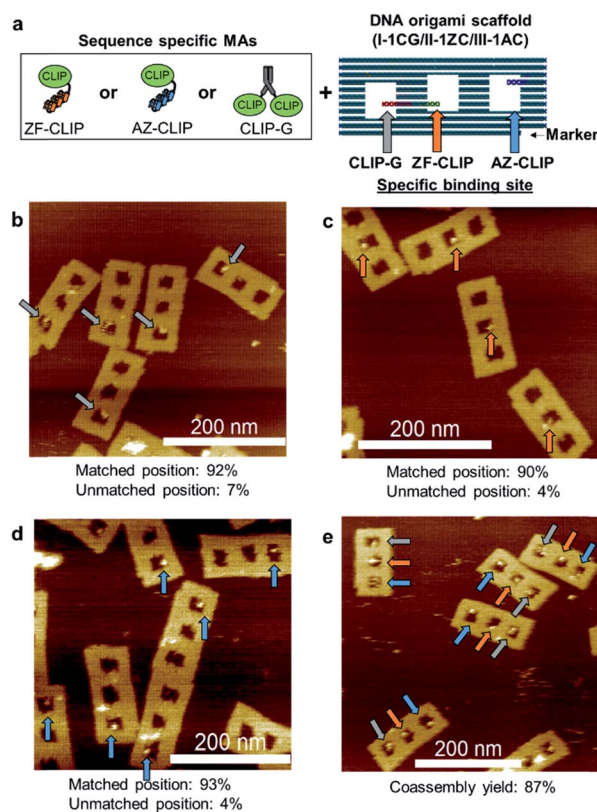 a
Sequence specific MAs
DNA origami scaffold
(I-1CG/II-1ZC/III-1AC)
CLIP
or
CLIP
or
CLIP
CLIP
+
ZF-CLIP
AZ-CLIP
CLIP-G
Marker
CLIP-G
ZF-CLIP
AZ-CLIP
Specific binding site
b
200 nm
Matched position: 92%
Unmatched position: 7%
c
200 nm
Matched position: 90%
Unmatched position: 4%
d
200 nm
Matched position: 93%
Unmatched position: 4%
e
200 nm
Coassembly yield: 87%